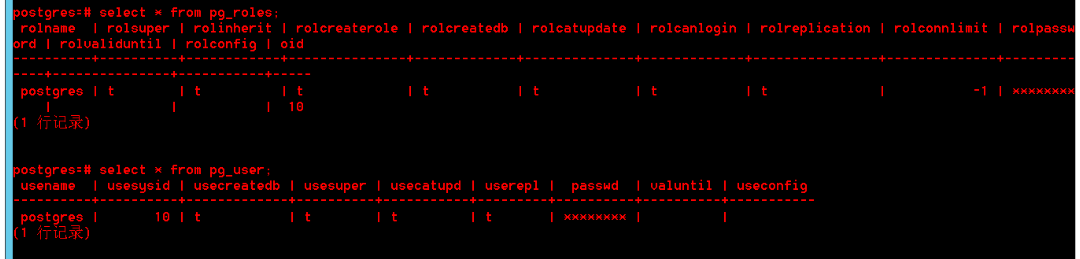 postgres=# select * from pg_roles;
 rolname  | rolsuper | rolinherit | rolcreaterole | rolcreatedb | rolcatupdate | rolcanlogin | rolreplication | rolconnlimit | rolpassw
ord | rolvaliduntil | rolconfig | oid
----------+----------+------------+---------------+-------------+--------------+-------------+----------------+--------------+---------
----+---------------+-----------+-----
 postgres | t        | t          | t             | t           | t            | t           | t              |           -1 | ********
    |               |           |  10
(1 行记录)
postgres=# select * from pg_user;
 usename  | usesysid | usecreatedb | usesuper | usecatupd | userepl |  passwd  | valuntil | useconfig
----------+----------+-------------+----------+-----------+---------+----------+----------+-----------
 postgres |       10 | t           | t        | t         | t       | ******** |          |
(1 行记录)